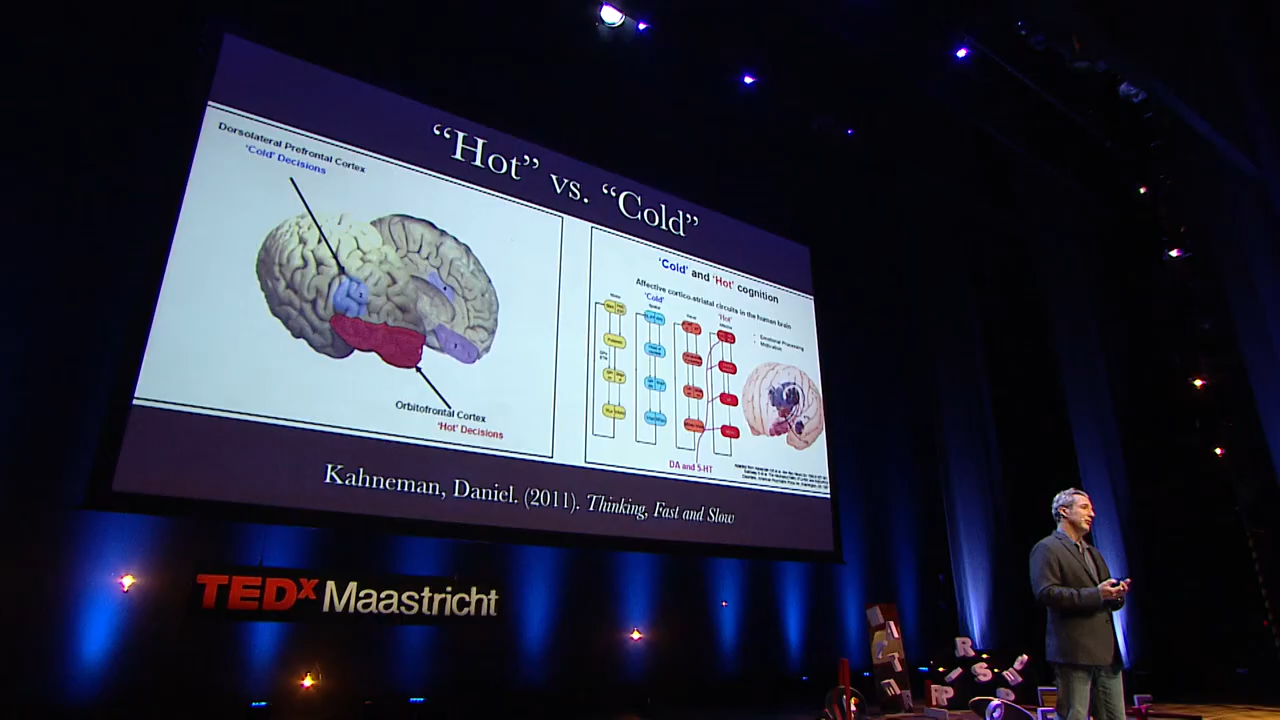 “Hot” vs. “Cold”
Dorsolateral Prefrontal Cortex
‘Cold’ Decisions
Orbitofrontal Cortex
‘Hot’ Decisions
‘Cold’ and ‘Hot’ cognition
Affective cortico-striatal circuits in the human brain
‘Cold’
‘Hot’
Emotional Processing
Motivation
DA and 5-HT
Kahneman, Daniel. (2011). Thinking, Fast and Slow
TEDx Maastricht